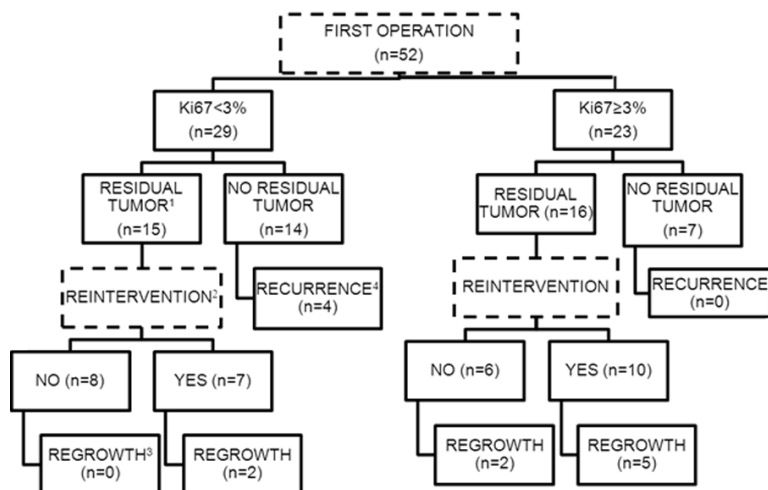 FIRST OPERATION
(n=52)
Ki67<3%
(n=29)
Ki67≥3%
(n=23)
RESIDUAL
TUMOR¹
(n=15)
NO RESIDUAL
TUMOR
(n=14)
RESIDUAL
TUMOR (n=16)
NO RESIDUAL
TUMOR
(n=7)
REINTERVENTION²
RECURRENCE⁴
(n=4)
REINTERVENTION
RECURRENCE
(n=0)
NO (n=8)
YES (n=7)
NO (n=6)
YES (n=10)
REGROWTH³
(n=0)
REGROWTH
(n=2)
REGROWTH
(n=2)
REGROWTH
(n=5)